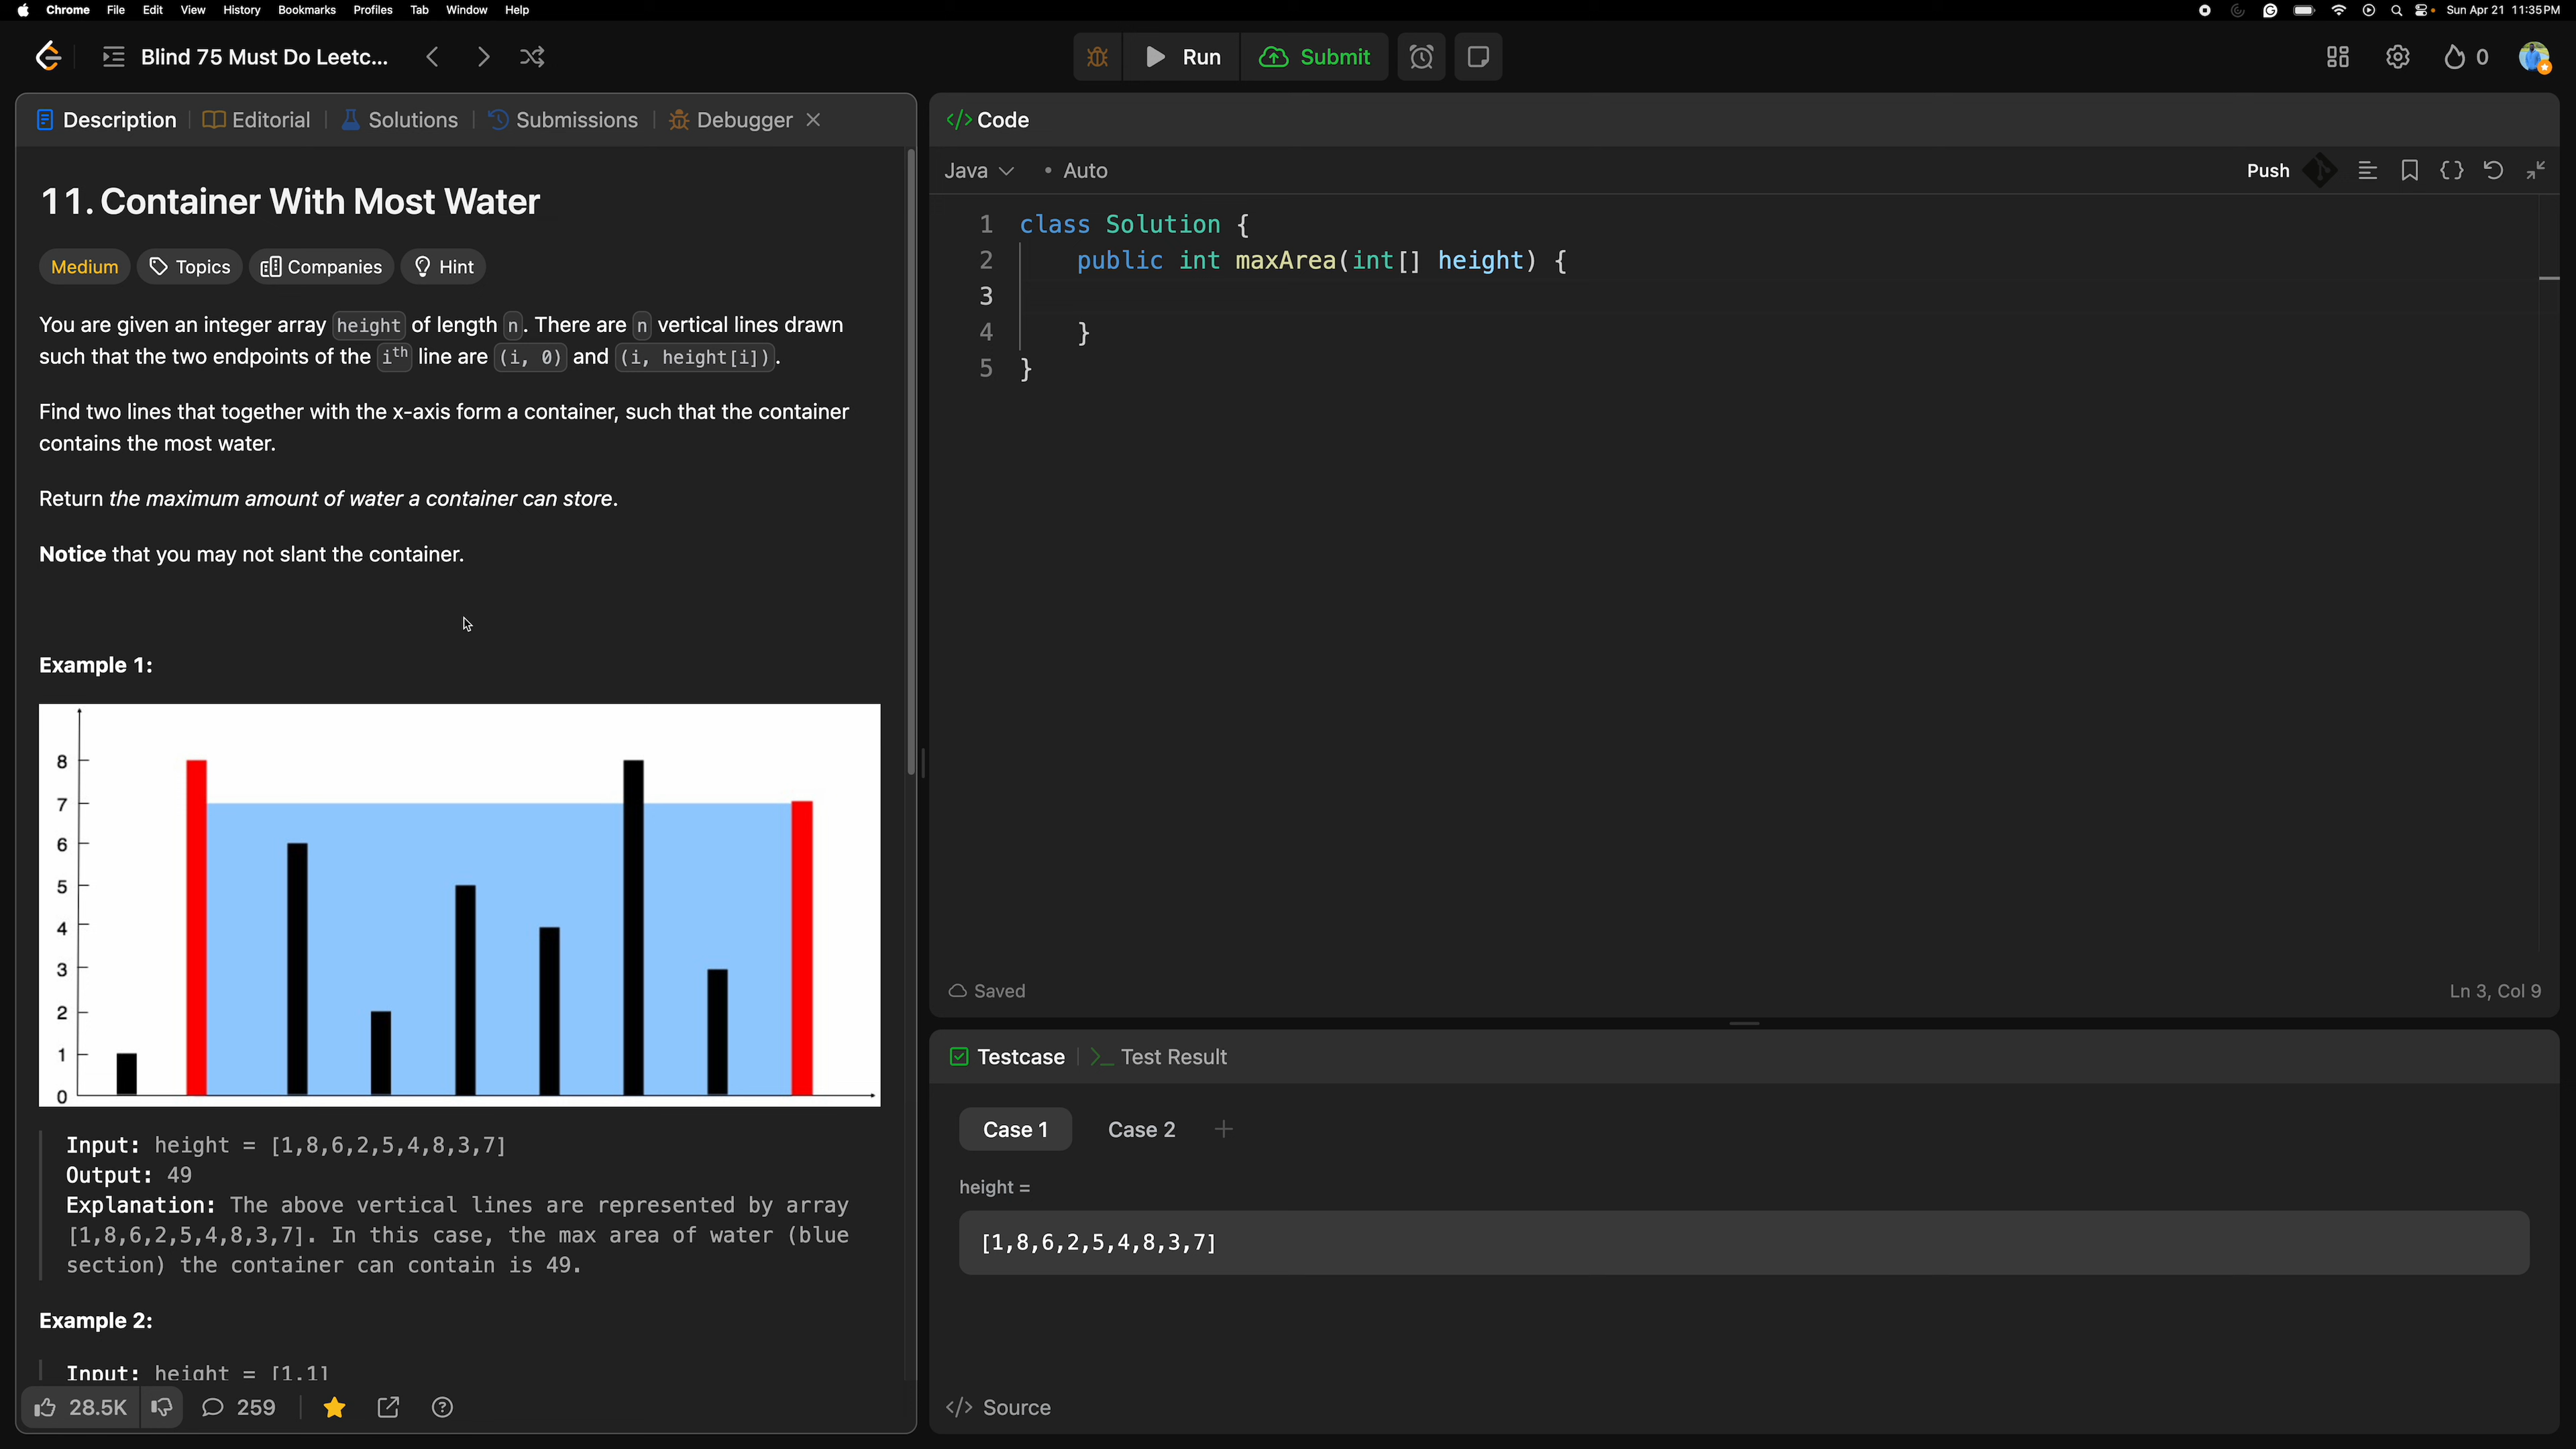 Chrome File Edit View History Bookmarks Profiles Tab Window Help Sun Apr 21 11:35 PM
Blind 75 Must Do Leetc... Run Submit 0
Description Editorial Solutions Submissions Debugger
11. Container With Most Water
Medium Topics Companies Hint
You are given an integer array height of length n. There are n vertical lines drawn
such that the two endpoints of the ith line are (i, 0) and (i, height[i]).
Find two lines that together with the x-axis form a container, such that the container
contains the most water.
Return the maximum amount of water a container can store.
Notice that you may not slant the container.
Example 1:
8
7
6
5
4
3
2
1
0
Input: height = [1,8,6,2,5,4,8,3,7]
Output: 49
Explanation: The above vertical lines are represented by array
[1,8,6,2,5,4,8,3,7]. In this case, the max area of water (blue
section) the container can contain is 49.
Example 2:
Input: height = [1,1]
28.5K 259
</> Code
Java • Auto Push
1 class Solution {
2 public int maxArea(int[] height) {
3
4 }
5 }
Saved Ln 3, Col 9
Testcase >_ Test Result
Case 1 Case 2 +
height =
[1,8,6,2,5,4,8,3,7]
</> Source